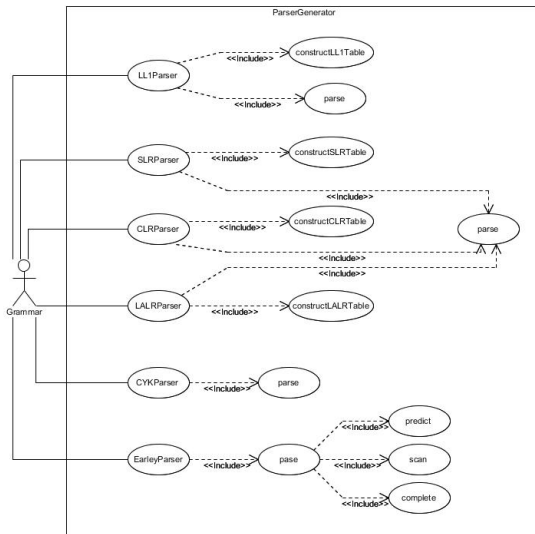 ParserGenerator
constructLL1Table
<<Include>>
LL1Parser
<<Include>>
parse
SLRParser
constructSLRTable
<<Include>>
<<Include>>
CLRParser
constructCLRTable
<<Include>>
parse
<<Include>>
<<Include>>
Grammar
LALRParser
constructLALRTable
<<Include>>
CYKParser
parse
<<Include>>
predict
<<Include>>
EarleyParser
pase
scan
<<Include>>
<<Include>>
complete
<<Include>>